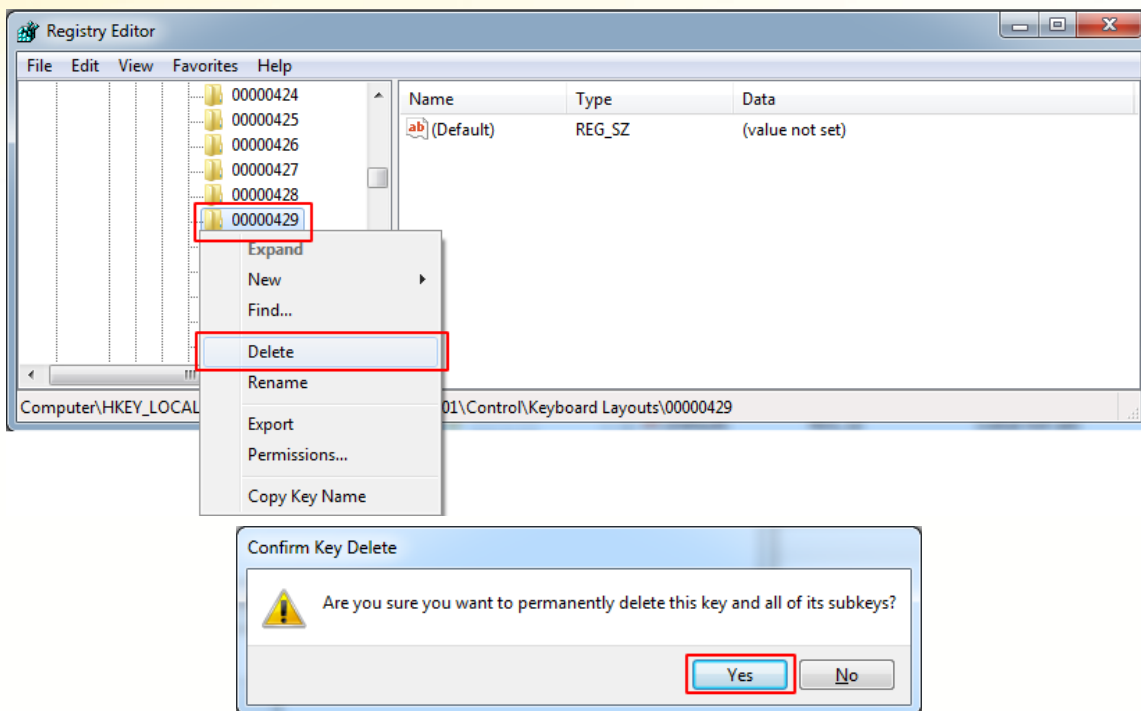 Registry Editor
File Edit View Favorites Help
00000424
00000425
00000426
00000427
00000428
00000429
Name Type Data
ab (Default) REG_SZ (value not set)
Expand
New
Find...
Delete
Rename
Export
Permissions...
Copy Key Name
Computer\HKEY_LOCAL 01\Control\Keyboard Layouts\00000429
Confirm Key Delete
Are you sure you want to permanently delete this key and all of its subkeys?
Yes No